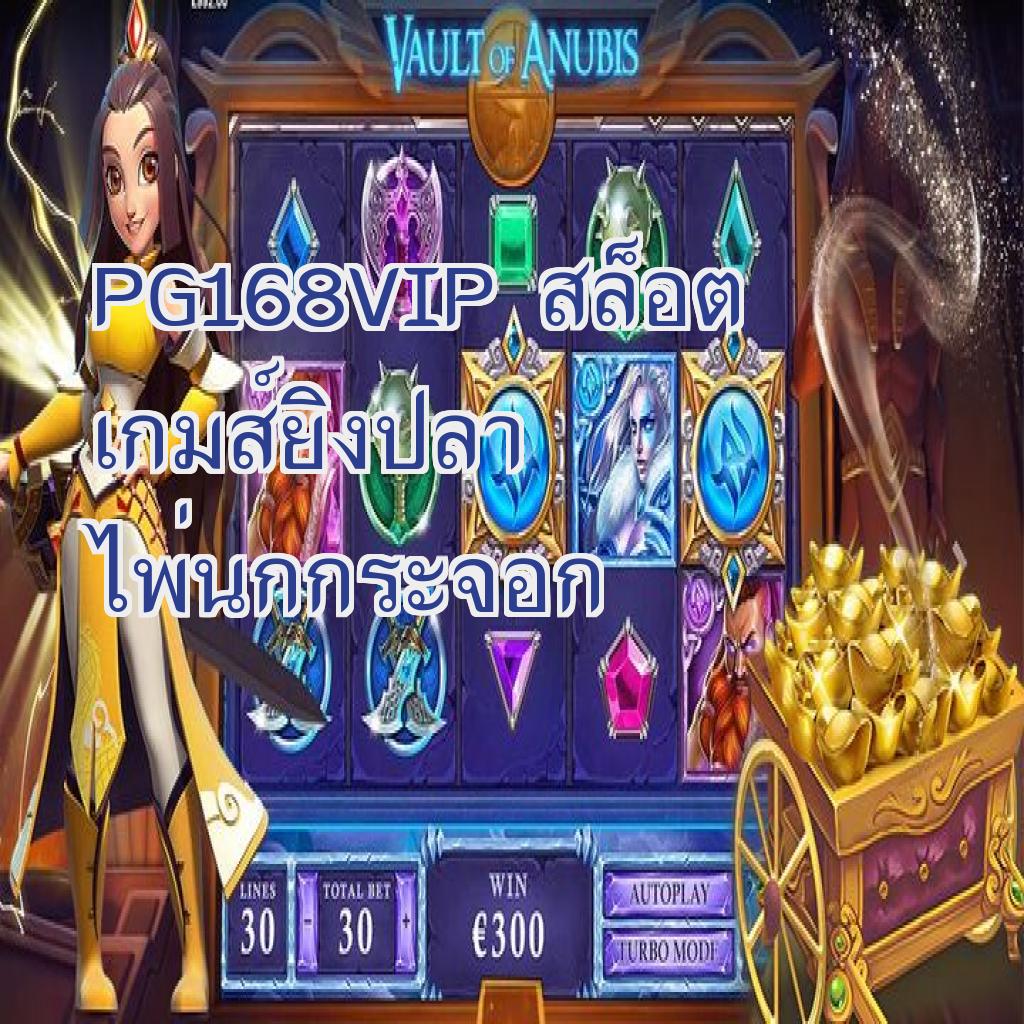 VAULT OF ANUBIS
PG168VIP สล็อต
เกมส์ยิงปลา
ไพ่นกกระจอก
LINES
30
TOTAL BET
- 30 +
WIN
€300
AUTOPLAY
TURBO MODE